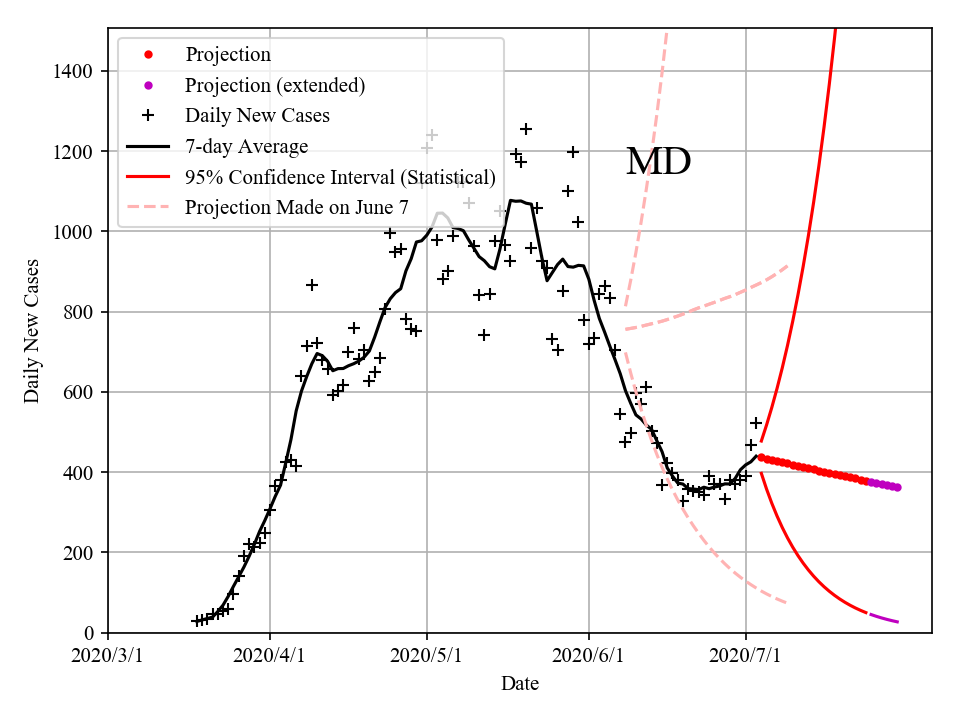 1400
1200
1000
800
600
400
200
0
Daily New Cases
Projection
Projection (extended)
Daily New Cases
7-day Average
95% Confidence Interval (Statistical)
Projection Made on June 7
MD
2020/3/1
2020/4/1
2020/5/1
2020/6/1
2020/7/1
Date